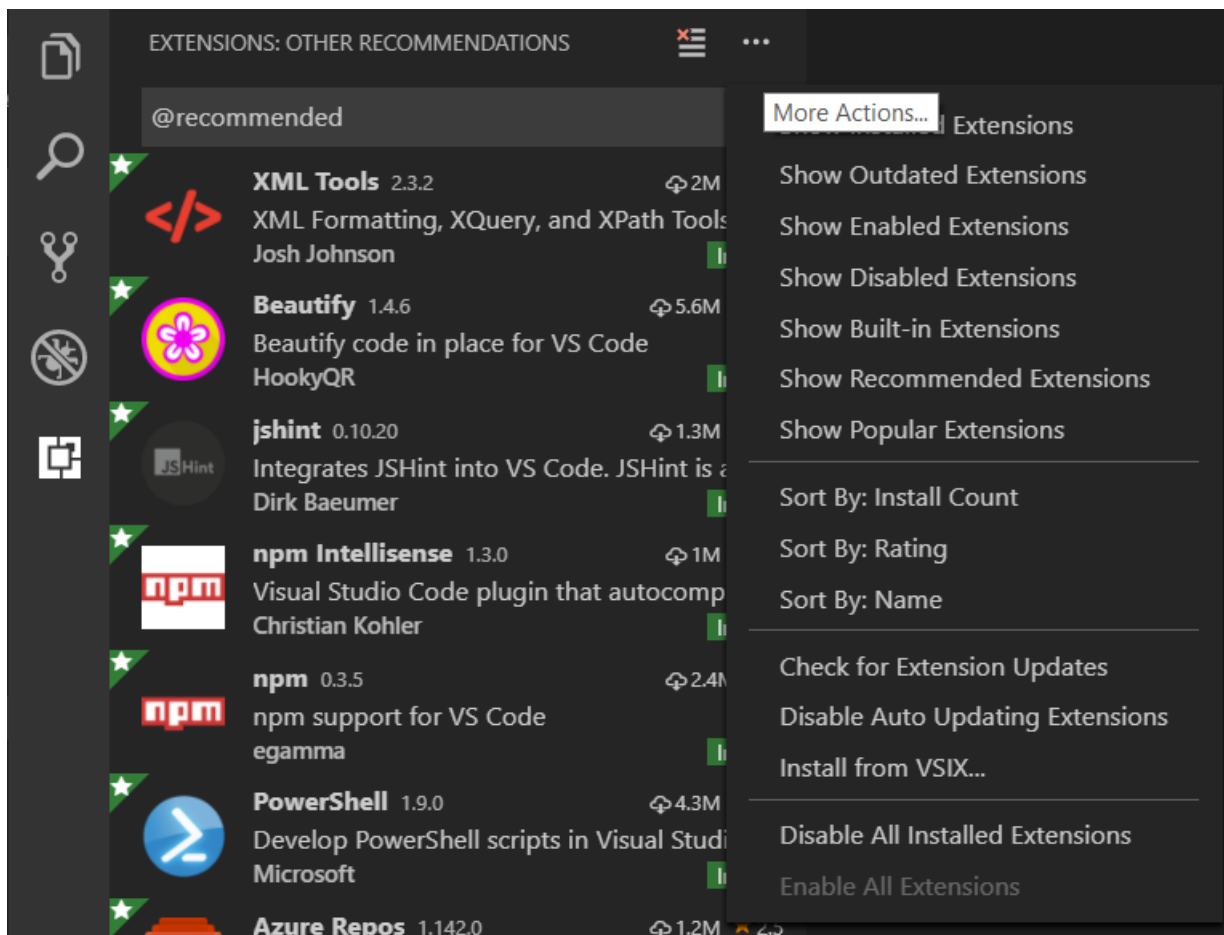 EXTENSIONS: OTHER RECOMMENDATIONS
@recommended
XML Tools 2.3.2 2M
XML Formatting, XQuery, and XPath Tools
Josh Johnson
Beautify 1.4.6 5.6M
Beautify code in place for VS Code
HookyQR
JSHint
jshint 0.10.20 1.3M
Integrates JSHint into VS Code. JSHint is
Dirk Baeumer
npm
npm Intellisense 1.3.0 1M
Visual Studio Code plugin that autocomp
Christian Kohler
npm
npm 0.3.5 2.4M
npm support for VS Code
egamma
PowerShell 1.9.0 4.3M
Develop PowerShell scripts in Visual Studi
Microsoft
Azure Repos 1.142.0 1.2M 2.5
More Actions...
Extensions
Show Outdated Extensions
Show Enabled Extensions
Show Disabled Extensions
Show Built-in Extensions
Show Recommended Extensions
Show Popular Extensions
Sort By: Install Count
Sort By: Rating
Sort By: Name
Check for Extension Updates
Disable Auto Updating Extensions
Install from VSIX...
Disable All Installed Extensions
Enable All Extensions